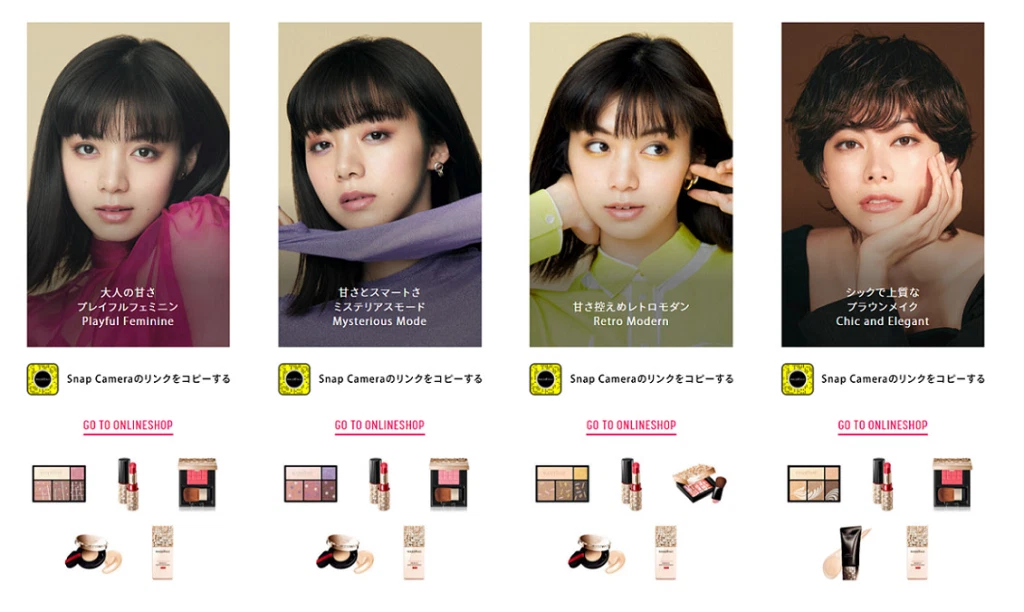 大人の甘さ
プレイフルフェミニン
Playful Feminine
Snap Cameraのリンクをコピーする
GO TO ONLINESHOP
甘さとスマートさ
ミステリアスモード
Mysterious Mode
Snap Cameraのリンクをコピーする
GO TO ONLINESHOP
甘さ控えめレトロモダン
Retro Modern
Snap Cameraのリンクをコピーする
GO TO ONLINESHOP
シックで上質な
ブラウンメイク
Chic and Elegant
Snap Cameraのリンクをコピーする
GO TO ONLINESHOP